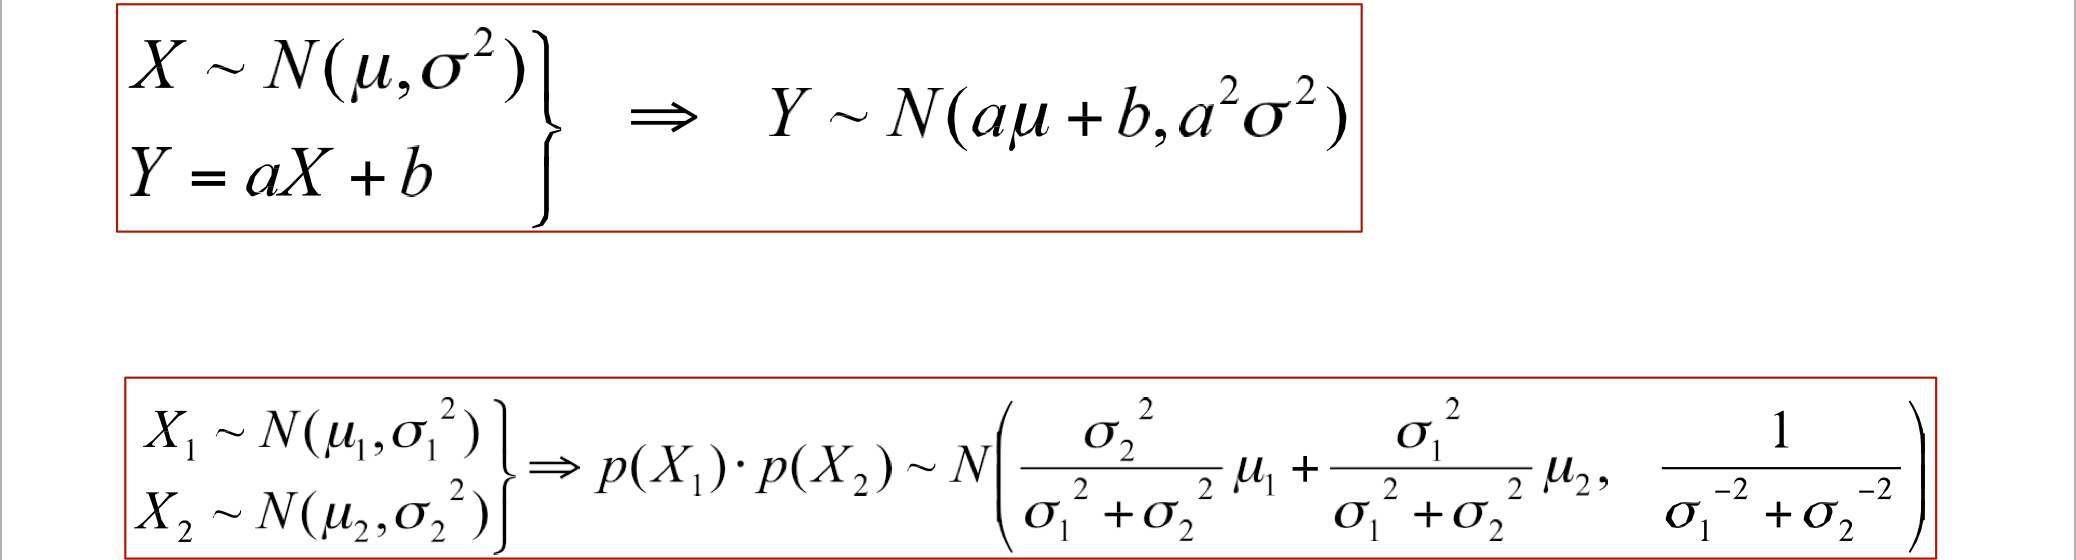 X ~ N(μ, σ²)
Y = aX + b } ⇒ Y ~ N(aμ + b, a²σ²)
X₁ ~ N(μ₁, σ₁²)
X₂ ~ N(μ₂, σ₂²) } ⇒ p(X₁) · p(X₂) ~ N( σ₂² / (σ₁² + σ₂²) μ₁ + σ₁² / (σ₁² + σ₂²) μ₂, 1 / (σ₁⁻² + σ₂⁻²) )